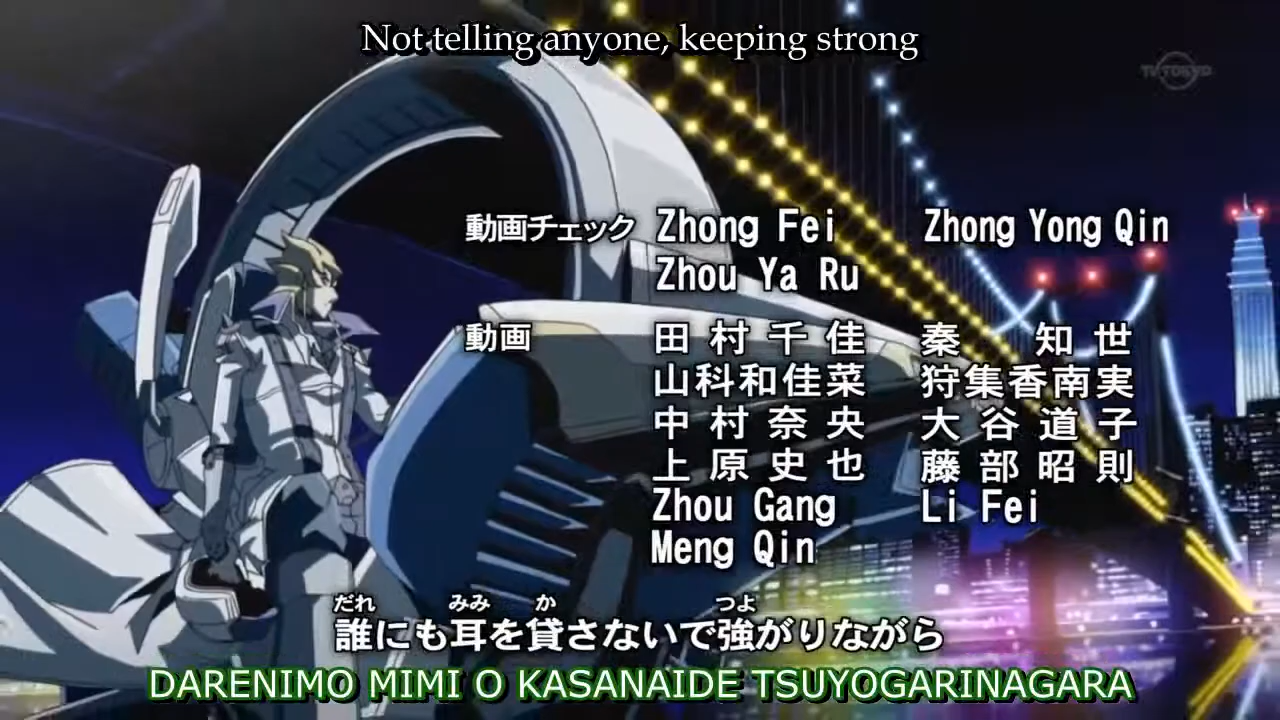 Not telling anyone, keeping strong
TV TOKYO
動画チェック Zhong Fei Zhong Yong Qin
Zhou Ya Ru
動画 田村千佳 秦知世
山科和佳菜 狩集香南実
中村奈央 大谷道子
上原史也 藤部昭則
Zhou Gang Li Fei
Meng Qin
だれ みみ か つよ
誰にも耳を貸さないで強がりながら
DARENIMO MIMI O KASANAIDE TSUYOGARINAGARA